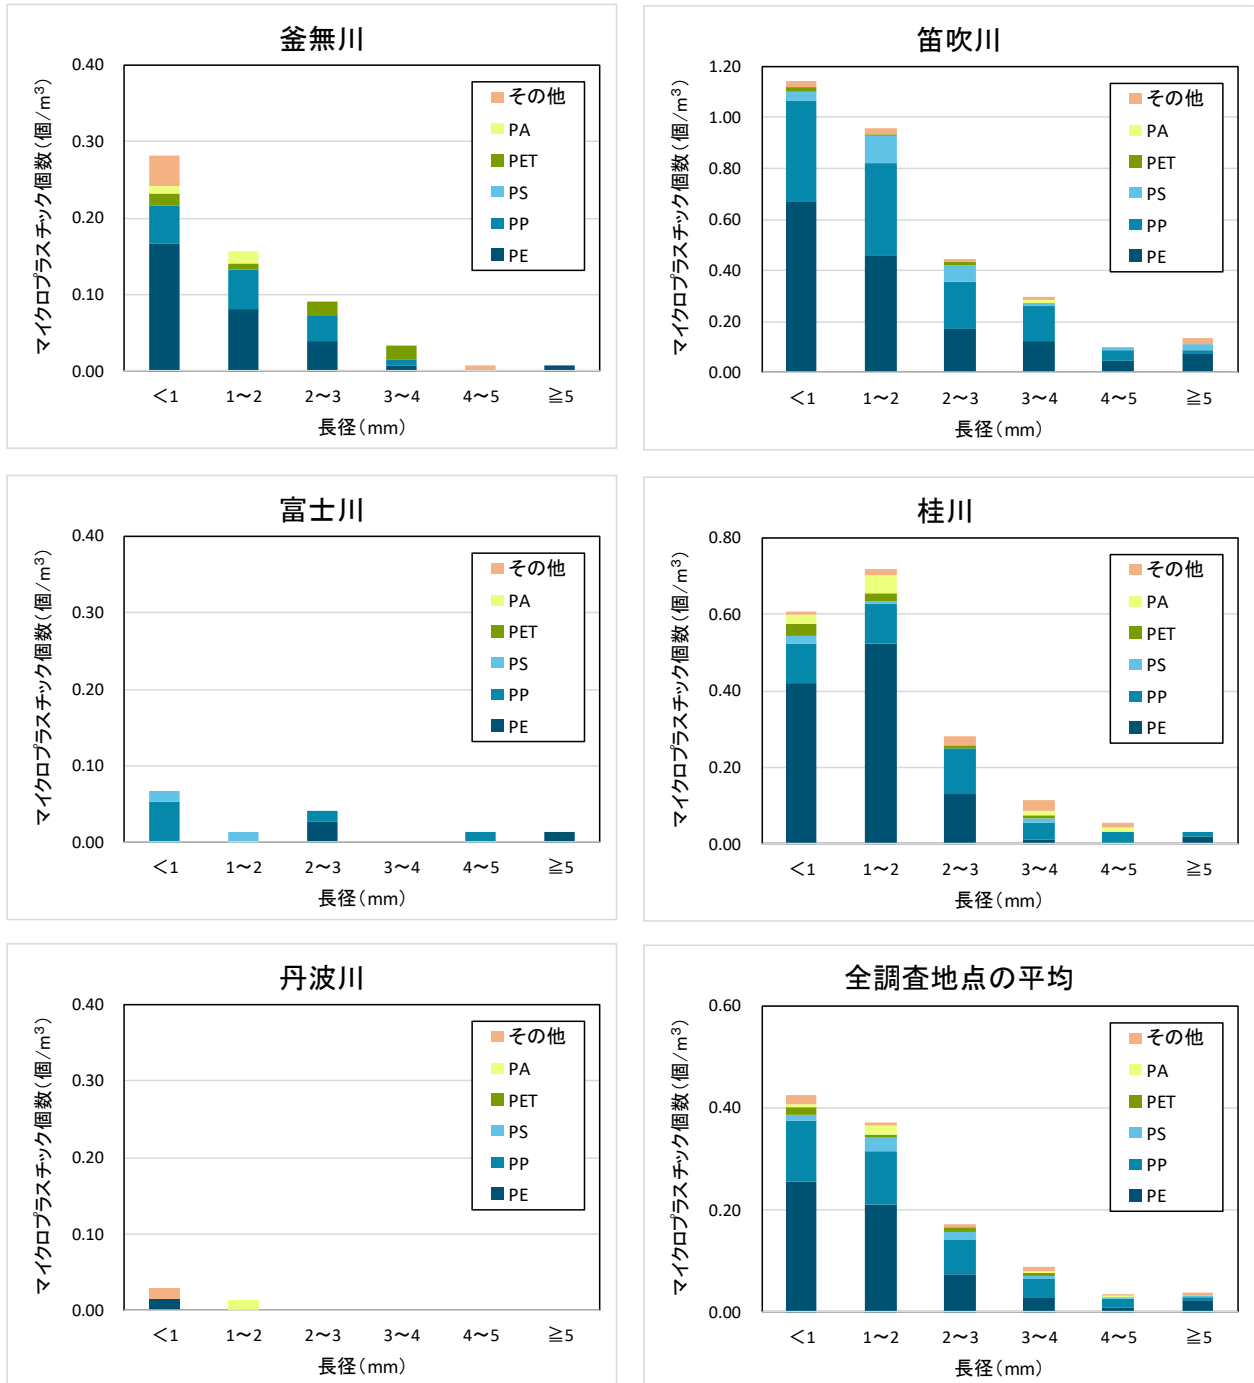 釜無川
マイクロプラスチック個数(個/m³)
0.40
0.30
0.20
0.10
0.00
その他
PA
PET
PS
PP
PE
<1 1~2 2~3 3~4 4~5 ≧5
長径(mm)
笛吹川
マイクロプラスチック個数(個/m³)
1.20
1.00
0.80
0.60
0.40
0.20
0.00
その他
PA
PET
PS
PP
PE
<1 1~2 2~3 3~4 4~5 ≧5
長径(mm)
富士川
マイクロプラスチック個数(個/m³)
0.40
0.30
0.20
0.10
0.00
その他
PA
PET
PS
PP
PE
<1 1~2 2~3 3~4 4~5 ≧5
長径(mm)
桂川
マイクロプラスチック個数(個/m³)
0.80
0.60
0.40
0.20
0.00
その他
PA
PET
PS
PP
PE
<1 1~2 2~3 3~4 4~5 ≧5
長径(mm)
丹波川
マイクロプラスチック個数(個/m³)
0.40
0.30
0.20
0.10
0.00
その他
PA
PET
PS
PP
PE
<1 1~2 2~3 3~4 4~5 ≧5
長径(mm)
全調査地点の平均
マイクロプラスチック個数(個/m³)
0.60
0.40
0.20
0.00
その他
PA
PET
PS
PP
PE
<1 1~2 2~3 3~4 4~5 ≧5
長径(mm)